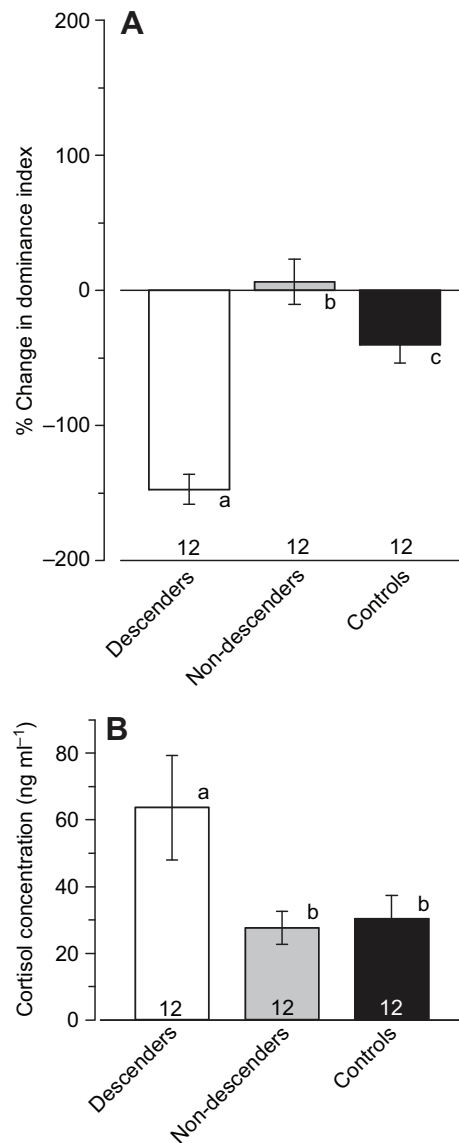 A
% Change in dominance index
200
100
0
–100
–200
a
b
c
12 12 12
Descenders
Non-descenders
Controls
B
Cortisol concentration (ng ml–1)
80
60
40
20
0
a
b
b
12 12 12
Descenders
Non-descenders
Controls